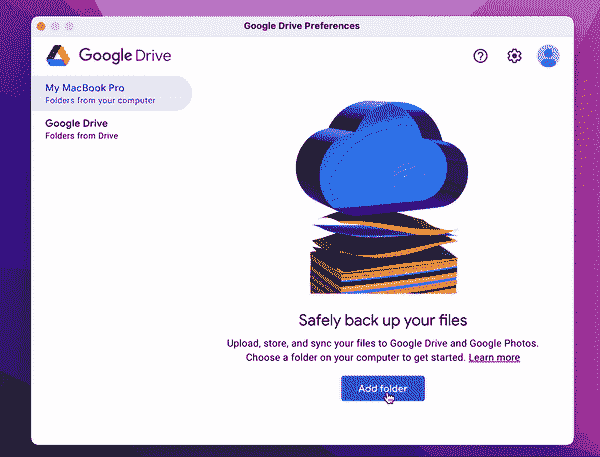 Google Drive Preferences
Google Drive
My MacBook Pro
Folders from your computer
Google Drive
Folders from Drive
Safely back up your files
Upload, store, and sync your files to Google Drive and Google Photos.
Choose a folder on your computer to get started. Learn more
Add folder